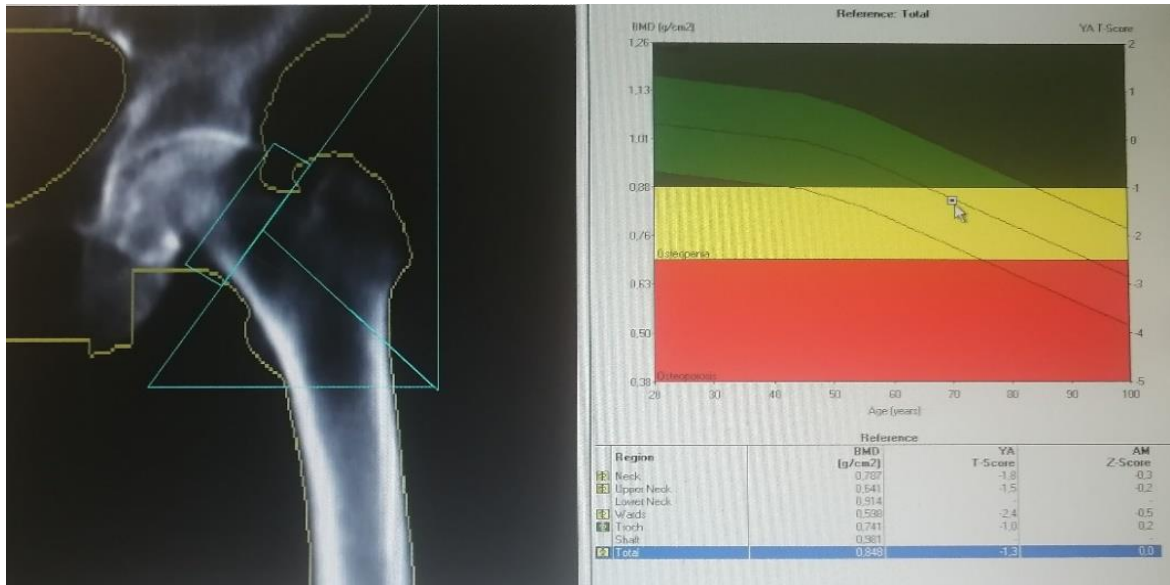 Reference: Total
BMD (g/cm2)
YA T-Score
1,26
2
1,13
1
1,01
0
0,88
-1
0,76
-2
Osteopenia
0,63
-3
0,50
-4
Osteoporosis
0,38
-5
20 30 40 50 60 70 80 90 100
Age (years)
Reference
Region BMD (g/cm2) YA T-Score AM Z-Score
Neck 0,787 -1,8 -0,3
Upper Neck 0,641 -1,5 -0,2
Lower Neck 0,914 - -
Wards 0,598 -2,4 -0,5
Troch 0,741 -1,0 0,2
Shaft 0,981 - -
Total 0,848 -1,3 0,0